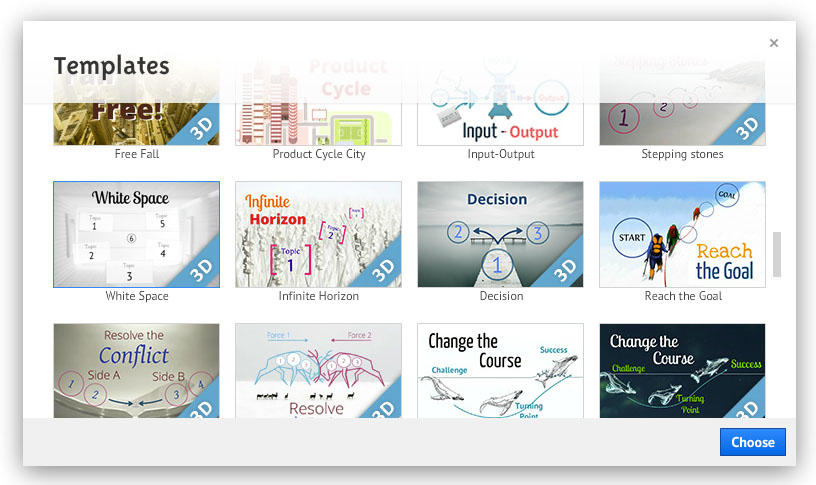 ×
Templates
Fall
Free!
3D
Product
Cycle
Output
Input - Output
Stepping Stones
1
2
3
3D
Free Fall
Product Cycle City
Input-Output
Stepping stones
White Space
Topic
1
Topic
5
6
Topic
2
Topic
4
Topic
3
3D
Infinite
Horizon
[Topic
1]
[Topic
2]
3D
Decision
2
3
1
3D
START
GOAL
Reach
the Goal
White Space
Infinite Horizon
Decision
Reach the Goal
Resolve the
Conflict
Side A
Side B
1
2
3
4
3D
Force 1
Force 2
Resolve
3D
Change the
Course
Challenge
Success
Turning
Point
Change the
Course
Challenge
Success
Turning
Point
3D
Choose